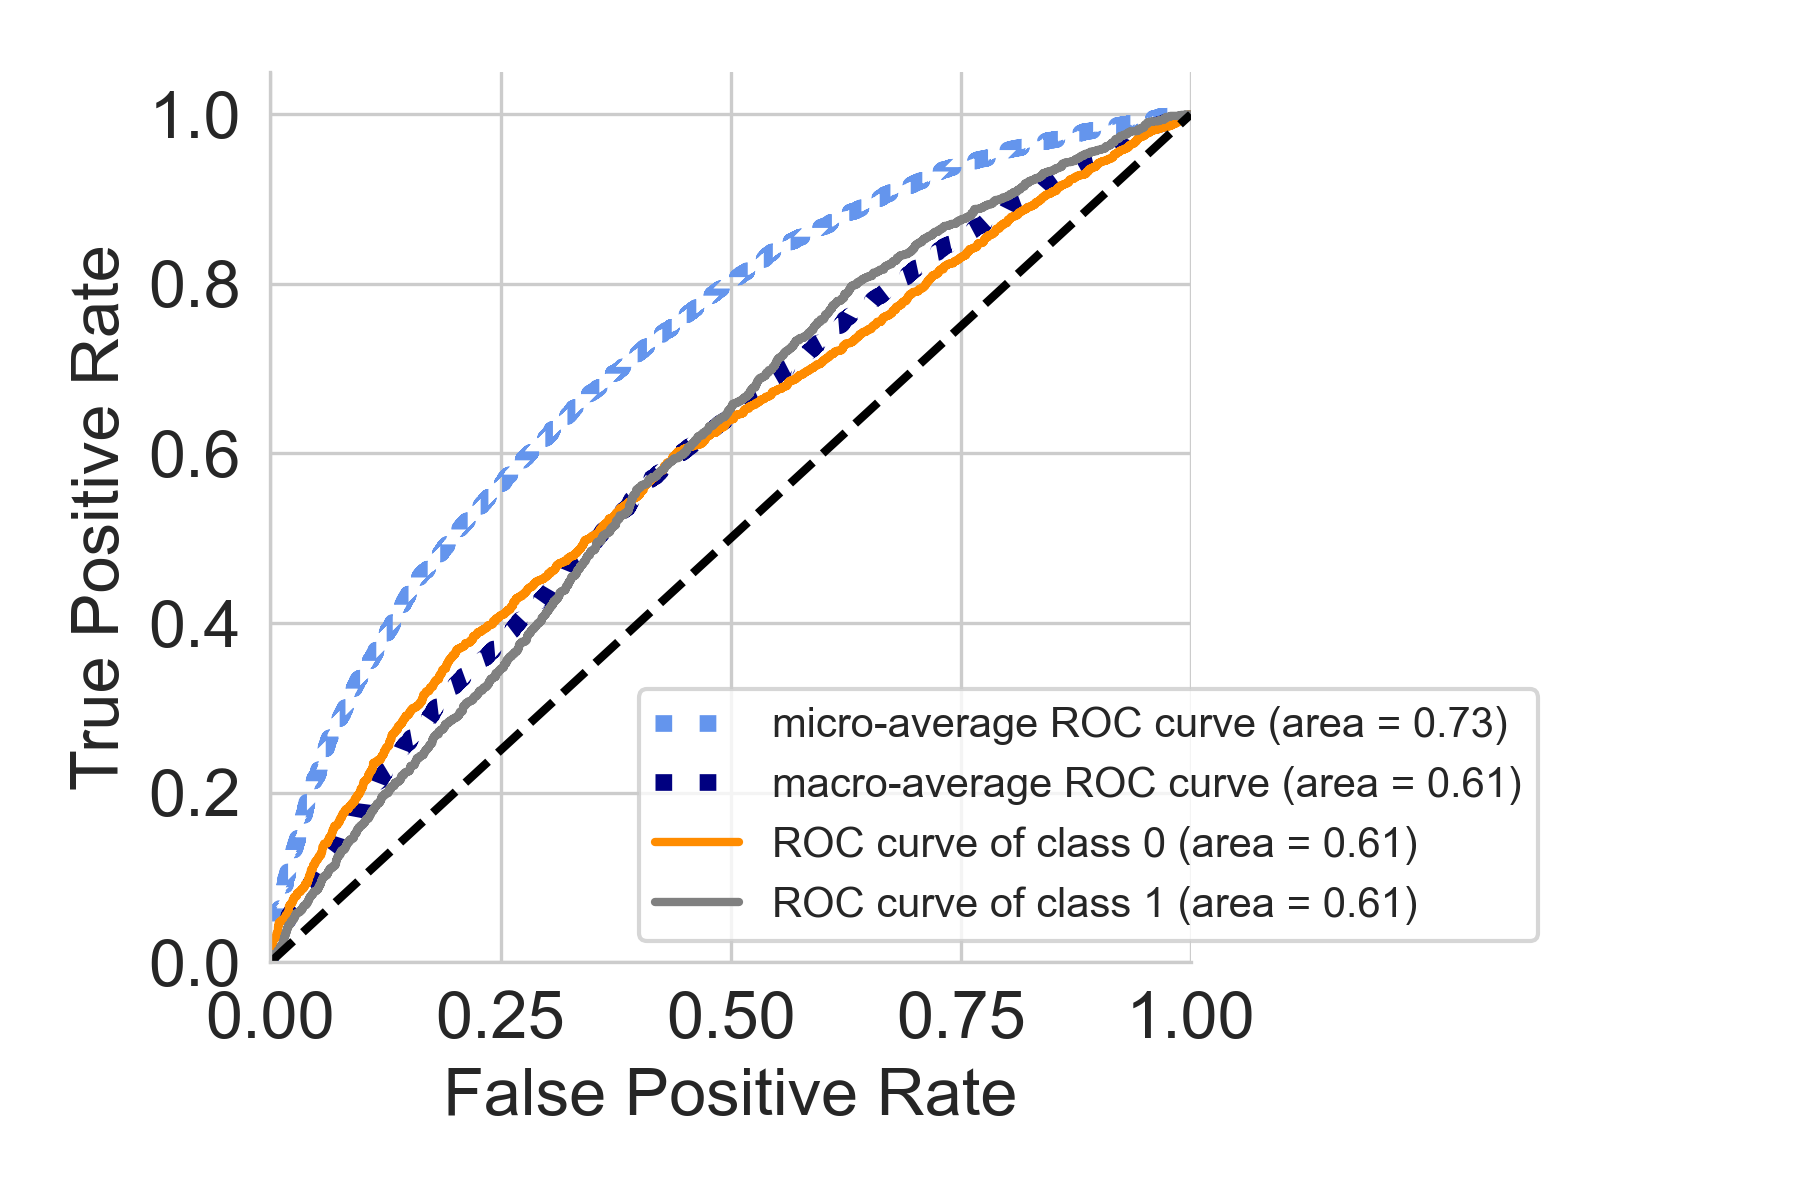 1.0
0.8
0.6
0.4
0.2
0.0
True Positive Rate
micro-average ROC curve (area = 0.73)
macro-average ROC curve (area = 0.61)
ROC curve of class 0 (area = 0.61)
ROC curve of class 1 (area = 0.61)
0.00 0.25 0.50 0.75 1.00
False Positive Rate